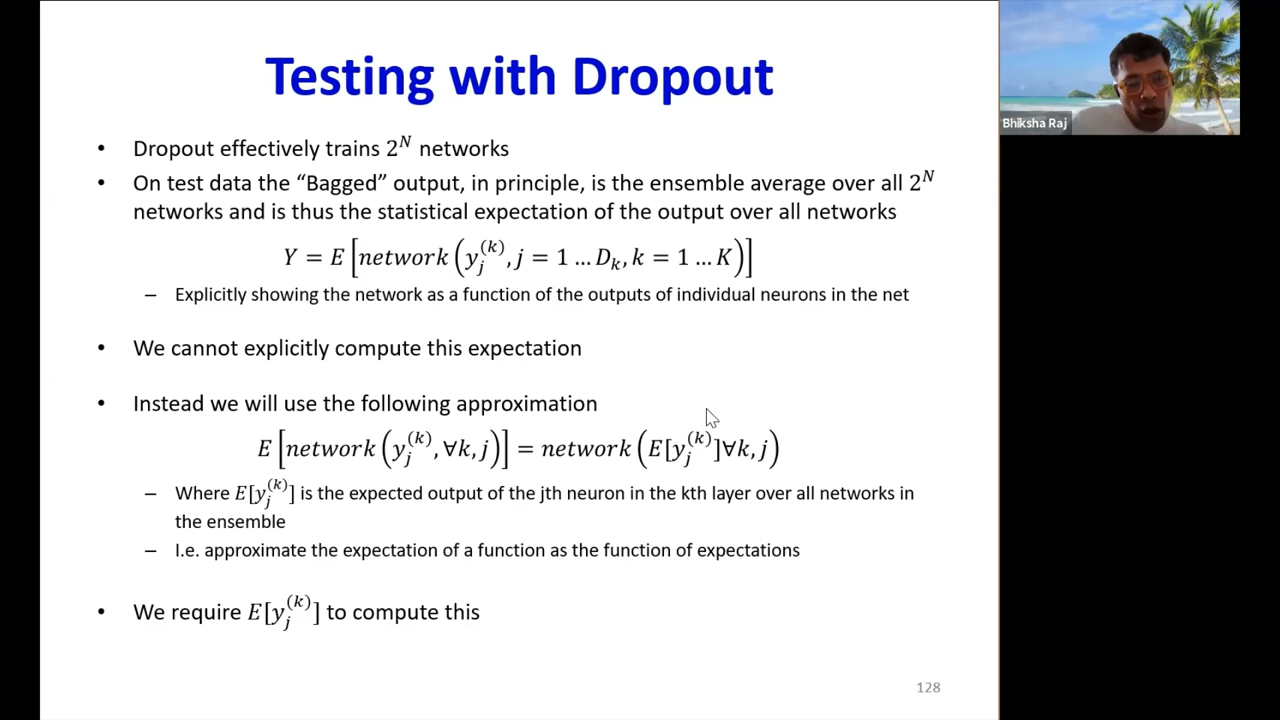 Testing with Dropout
• Dropout effectively trains 2^N networks
• On test data the “Bagged” output, in principle, is the ensemble average over all 2^N
networks and is thus the statistical expectation of the output over all networks
Y = E [network (y_j^(k), j = 1 … D_k, k = 1 … K)]
– Explicitly showing the network as a function of the outputs of individual neurons in the net
• We cannot explicitly compute this expectation
• Instead we will use the following approximation
E [network (y_j^(k), ∀k, j)] = network (E[y_j^(k)]∀k, j)
– Where E[y_j^(k)] is the expected output of the jth neuron in the kth layer over all networks in
the ensemble
– I.e. approximate the expectation of a function as the function of expectations
• We require E[y_j^(k)] to compute this
128
Bhiksha Raj